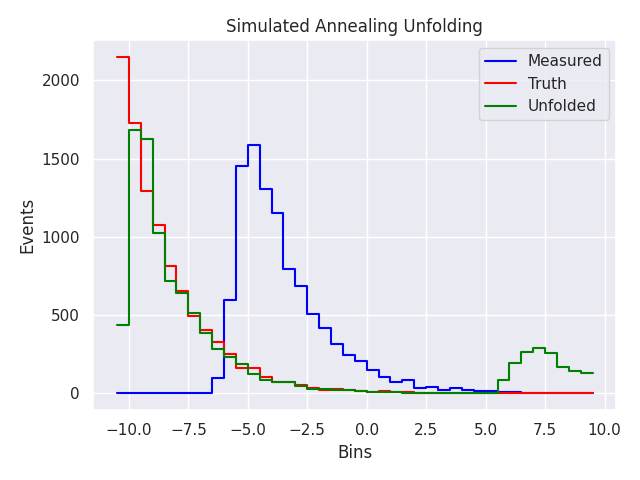 Simulated Annealing Unfolding
Measured
Truth
Unfolded
Events
2000
1500
1000
500
0
−10.0 −7.5 −5.0 −2.5 0.0 2.5 5.0 7.5 10.0
Bins